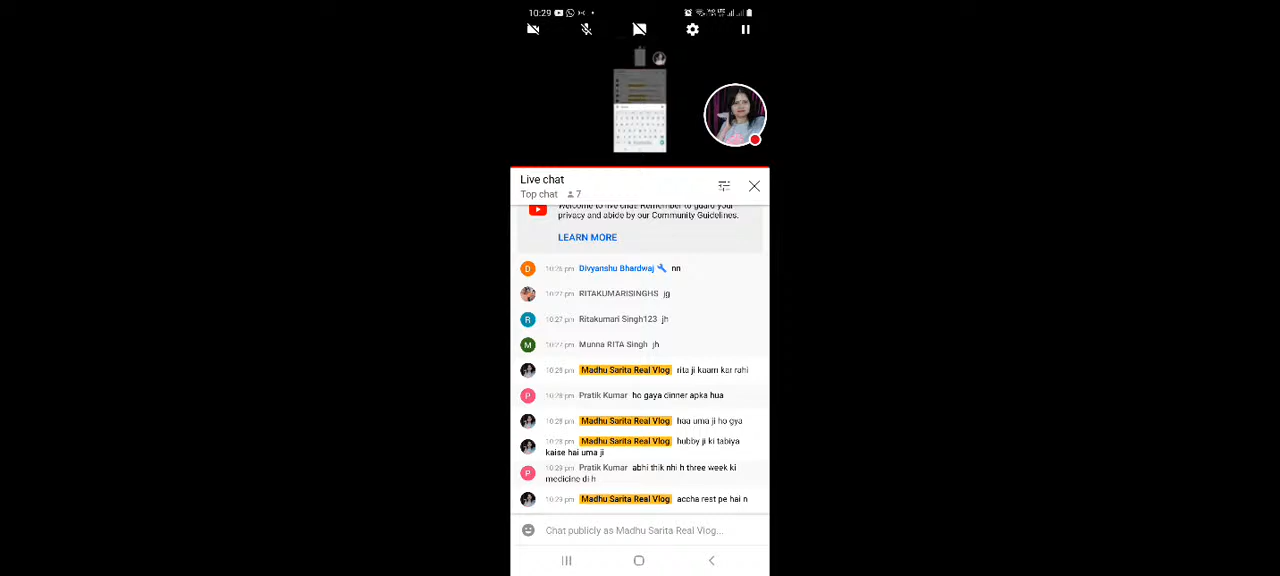 10:29
Live chat
Top chat 7
Welcome to live chat! Remember to guard your
privacy and abide by our Community Guidelines.
LEARN MORE
D 10:26 pm Divyanshu Bhardwaj nn
10:27 pm RITAKUMARISINGHS jg
R 10:27 pm Ritakumari Singh123 jh
M 10:27 pm Munna RITA Singh jh
10:28 pm Madhu Sarita Real Vlog rita ji kaam kar rahi
P 10:28 pm Pratik Kumar ho gaya dinner apka hua
10:28 pm Madhu Sarita Real Vlog haa uma ji ho gya
10:28 pm Madhu Sarita Real Vlog hubby ji ki tabiya
kaise hai uma ji
P 10:29 pm Pratik Kumar abhi thik nhi h three week ki
medicine di h
10:29 pm Madhu Sarita Real Vlog accha rest pe hai n
Chat publicly as Madhu Sarita Real Vlog...